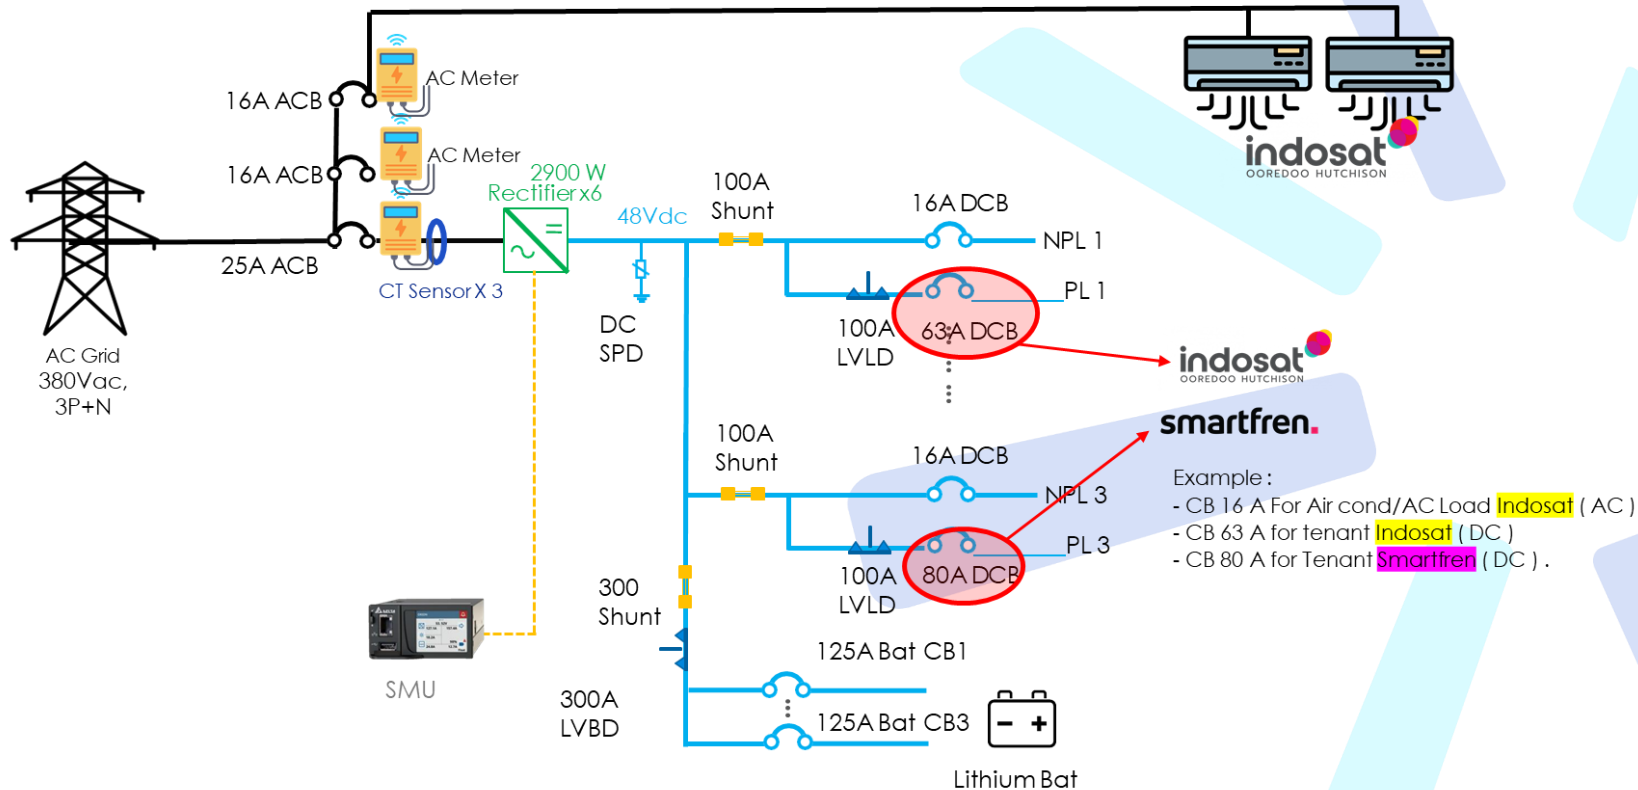 16A ACB
AC Meter
16A ACB
AC Meter
25A ACB
CT Sensor X 3
AC Grid
380Vac,
3P+N
2900 W
Rectifier x6
48Vdc
DC
SPD
100A
Shunt
16A DCB
NPL 1
PL 1
100A
LVLD
63A DCB
100A
Shunt
16A DCB
NPL 3
PL 3
100A
LVLD
80A DCB
300
Shunt
300A
LVBD
125A Bat CB1
125A Bat CB3
Lithium Bat
SMU
indosat
OOREDOO HUTCHISON
indosat
OOREDOO HUTCHISON
smartfren.
Example :
- CB 16 A For Air cond/AC Load Indosat ( AC )
- CB 63 A for tenant Indosat ( DC )
- CB 80 A for Tenant Smartfren ( DC ) .